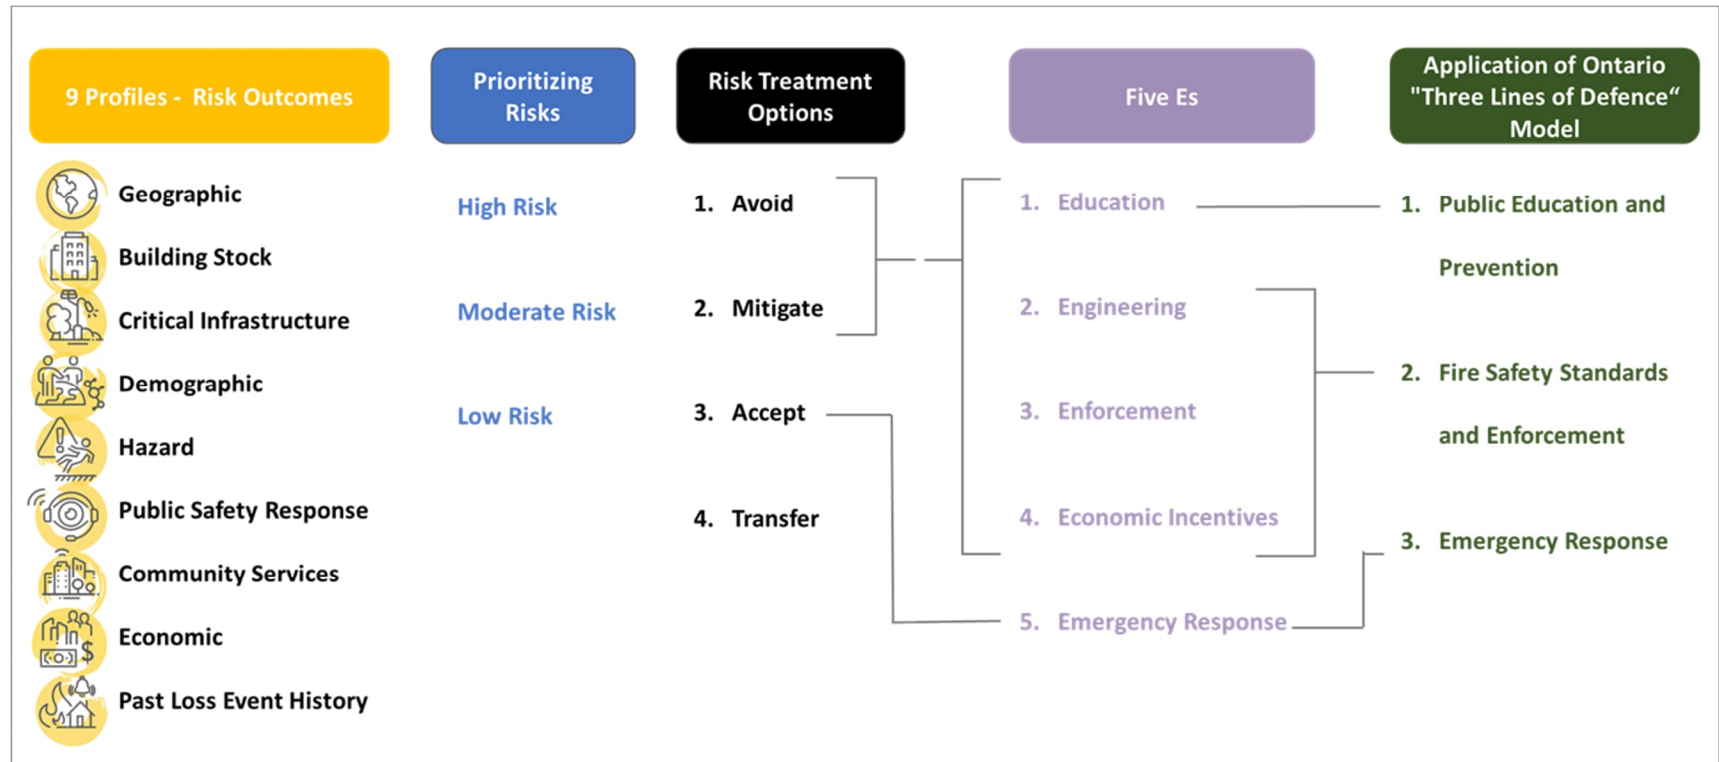 9 Profiles - Risk Outcomes
Geographic
Building Stock
Critical Infrastructure
Demographic
Hazard
Public Safety Response
Community Services
Economic
Past Loss Event History
Prioritizing
Risks
High Risk
Moderate Risk
Low Risk
Risk Treatment
Options
1. Avoid
2. Mitigate
3. Accept
4. Transfer
Five Es
1. Education
2. Engineering
3. Enforcement
4. Economic Incentives
5. Emergency Response
Application of Ontario
"Three Lines of Defence“
Model
1. Public Education and
Prevention
2. Fire Safety Standards
and Enforcement
3. Emergency Response